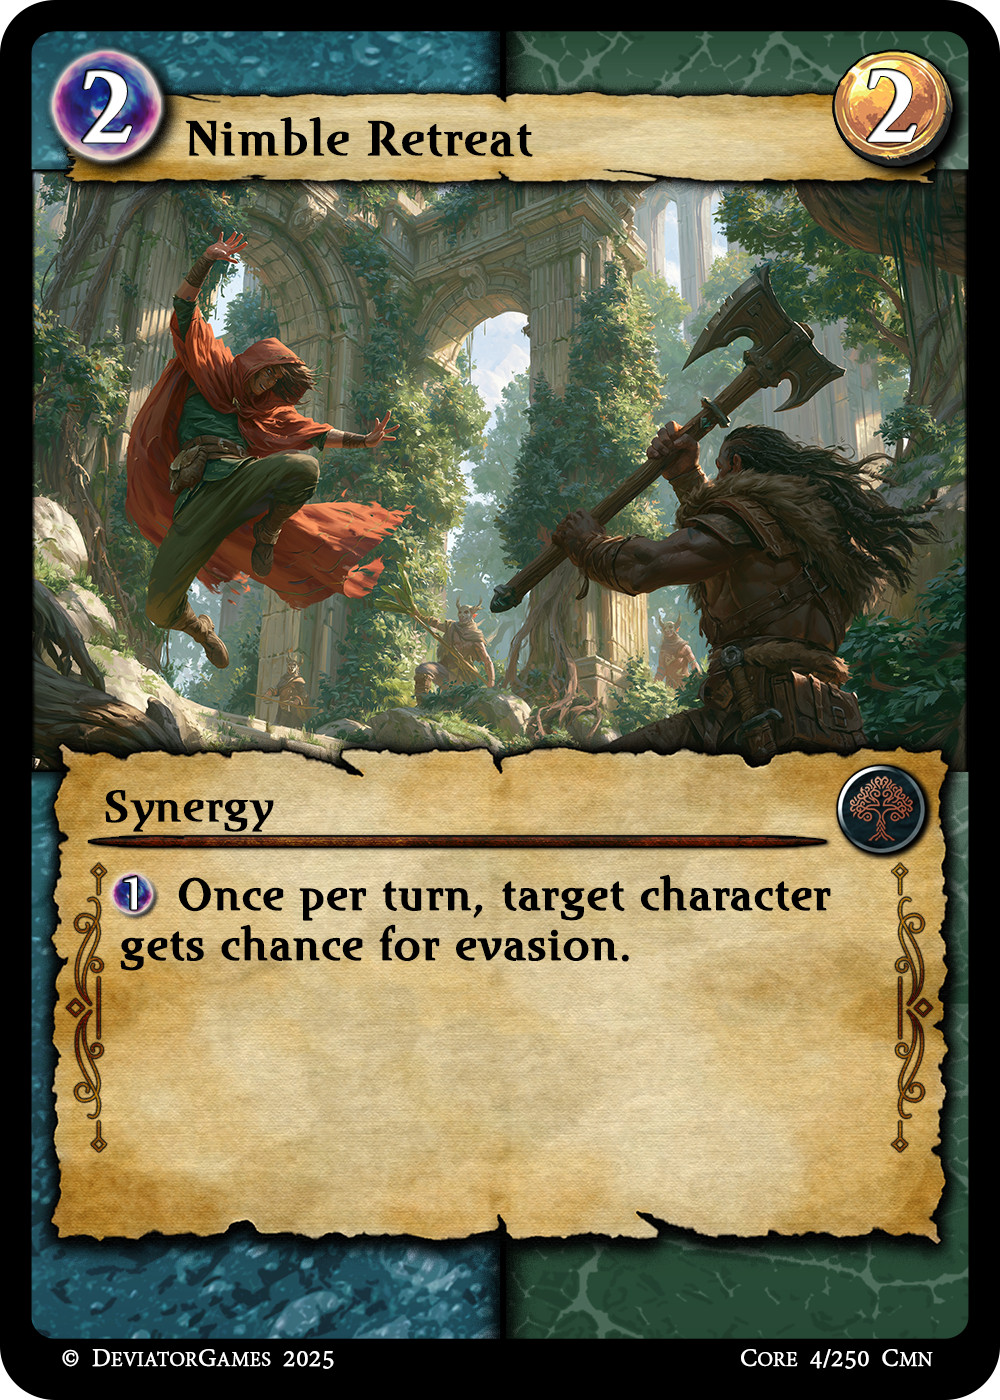 2
Nimble Retreat
2
Synergy
1 Once per turn, target character
gets chance for evasion.
© DeviatorGames 2025
Core 4/250 Cmn